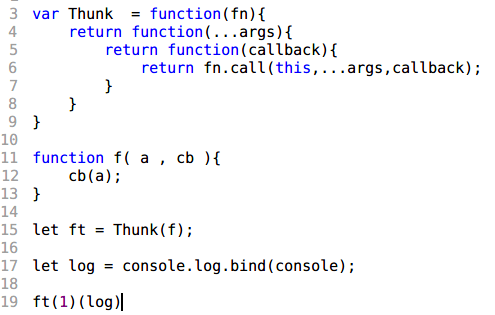 3 var Thunk  = function(fn){
4     return function(...args){
5         return function(callback){
6             return fn.call(this,...args,callback);
7         }
8     }
9 }
10
11 function f( a , cb ){
12     cb(a);
13 }
14
15 let ft = Thunk(f);
16
17 let log = console.log.bind(console);
18
19 ft(1)(log)